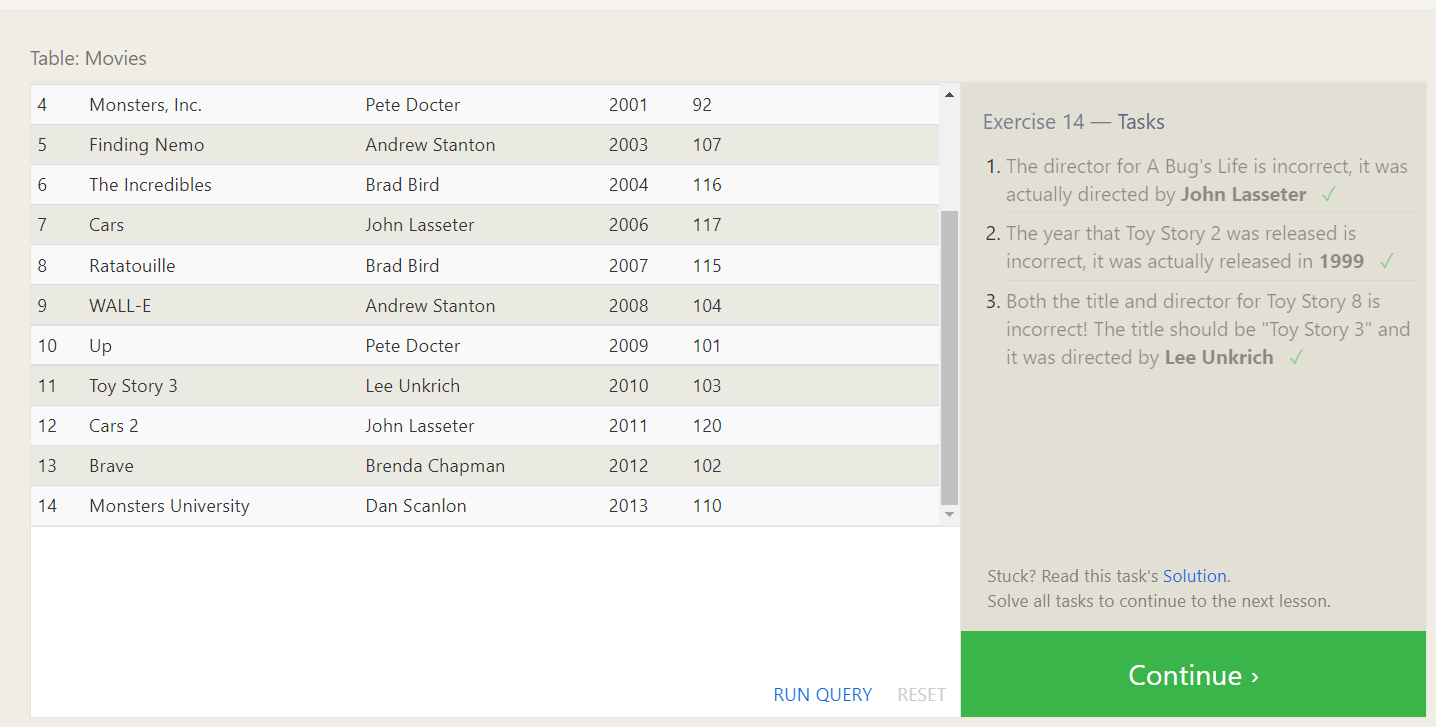 Table: Movies
4 Monsters, Inc. Pete Docter 2001 92
5 Finding Nemo Andrew Stanton 2003 107
6 The Incredibles Brad Bird 2004 116
7 Cars John Lasseter 2006 117
8 Ratatouille Brad Bird 2007 115
9 WALL-E Andrew Stanton 2008 104
10 Up Pete Docter 2009 101
11 Toy Story 3 Lee Unkrich 2010 103
12 Cars 2 John Lasseter 2011 120
13 Brave Brenda Chapman 2012 102
14 Monsters University Dan Scanlon 2013 110
RUN QUERY RESET
Exercise 14 — Tasks
1. The director for A Bug's Life is incorrect, it was
actually directed by John Lasseter ✓
2. The year that Toy Story 2 was released is
incorrect, it was actually released in 1999 ✓
3. Both the title and director for Toy Story 8 is
incorrect! The title should be "Toy Story 3" and
it was directed by Lee Unkrich ✓
Stuck? Read this task's Solution.
Solve all tasks to continue to the next lesson.
Continue ›